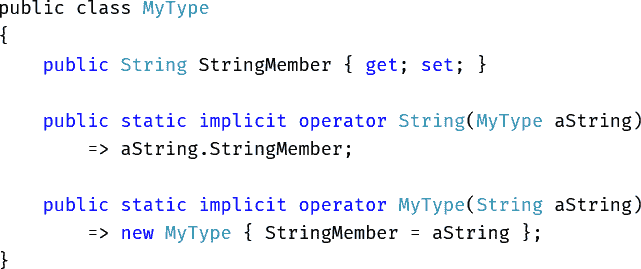 public class MyType
{
    public String StringMember { get; set; }
    public static implicit operator String(MyType aString)
        => aString.StringMember;
    public static implicit operator MyType(String aString)
        => new MyType { StringMember = aString };
}